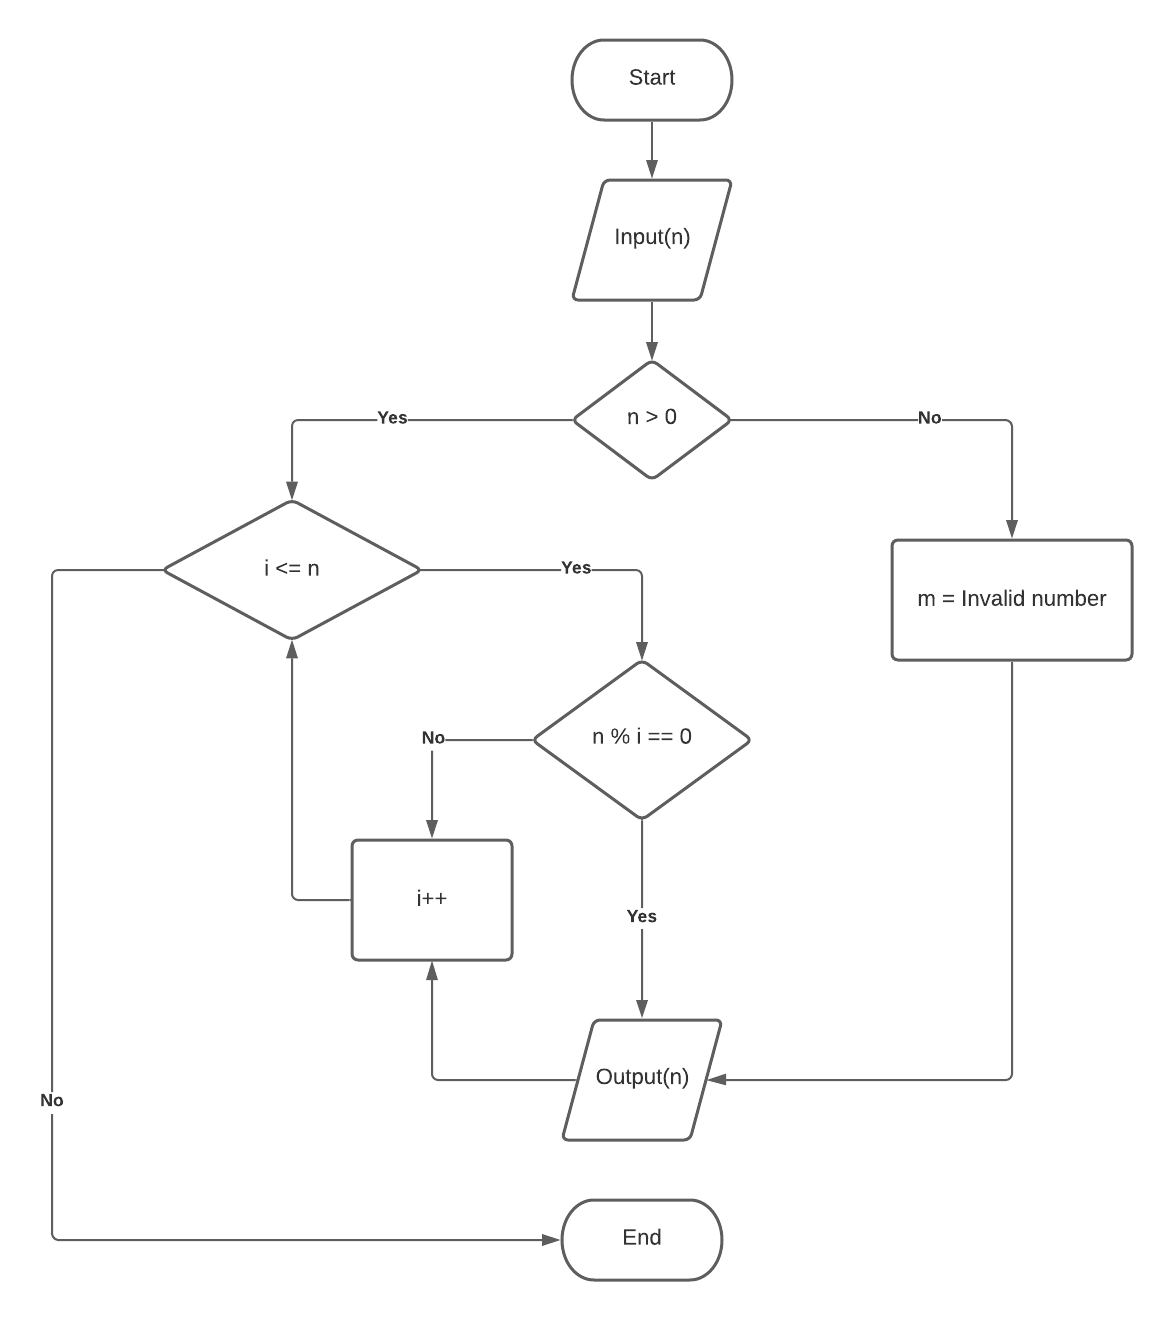 Start
Input(n)
n > 0
Yes
No
i <= n
Yes
m = Invalid number
n % i == 0
No
i++
Yes
Output(n)
No
End